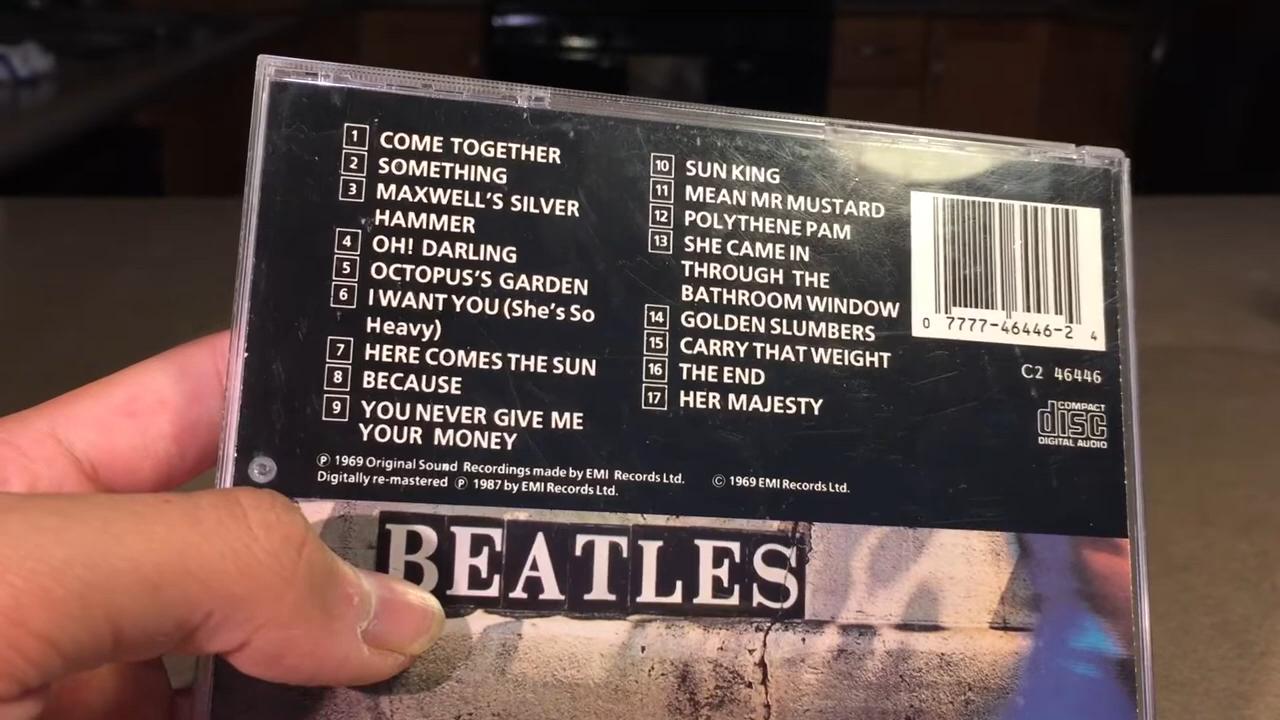 1 COME TOGETHER
2 SOMETHING
3 MAXWELL'S SILVER
HAMMER
4 OH! DARLING
5 OCTOPUS'S GARDEN
6 I WANT YOU (She's So
Heavy)
7 HERE COMES THE SUN
8 BECAUSE
9 YOU NEVER GIVE ME
YOUR MONEY
10 SUN KING
11 MEAN MR MUSTARD
12 POLYTHENE PAM
13 SHE CAME IN
THROUGH THE
BATHROOM WINDOW
14 GOLDEN SLUMBERS
15 CARRY THAT WEIGHT
16 THE END
17 HER MAJESTY
0 7777-46446-2 4
C2 46446
COMPACT
disc
DIGITAL AUDIO
℗ 1969 Original Sound Recordings made by EMI Records Ltd. © 1969 EMI Records Ltd.
Digitally re-mastered ℗ 1987 by EMI Records Ltd.
BEATLES